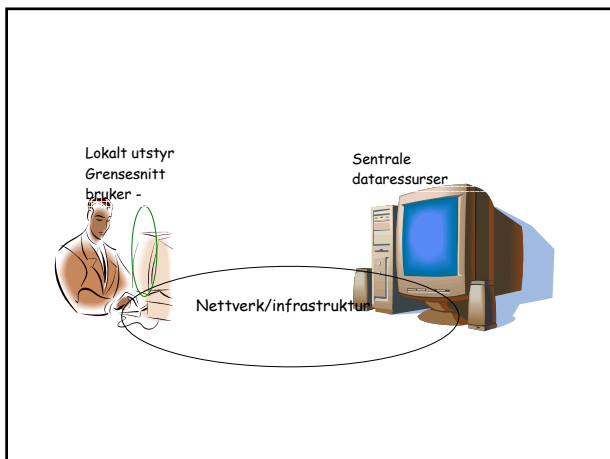 Lokalt utstyr
Grensesnitt
bruker -
Sentrale
dataressurser
Nettverk/infrastruktur